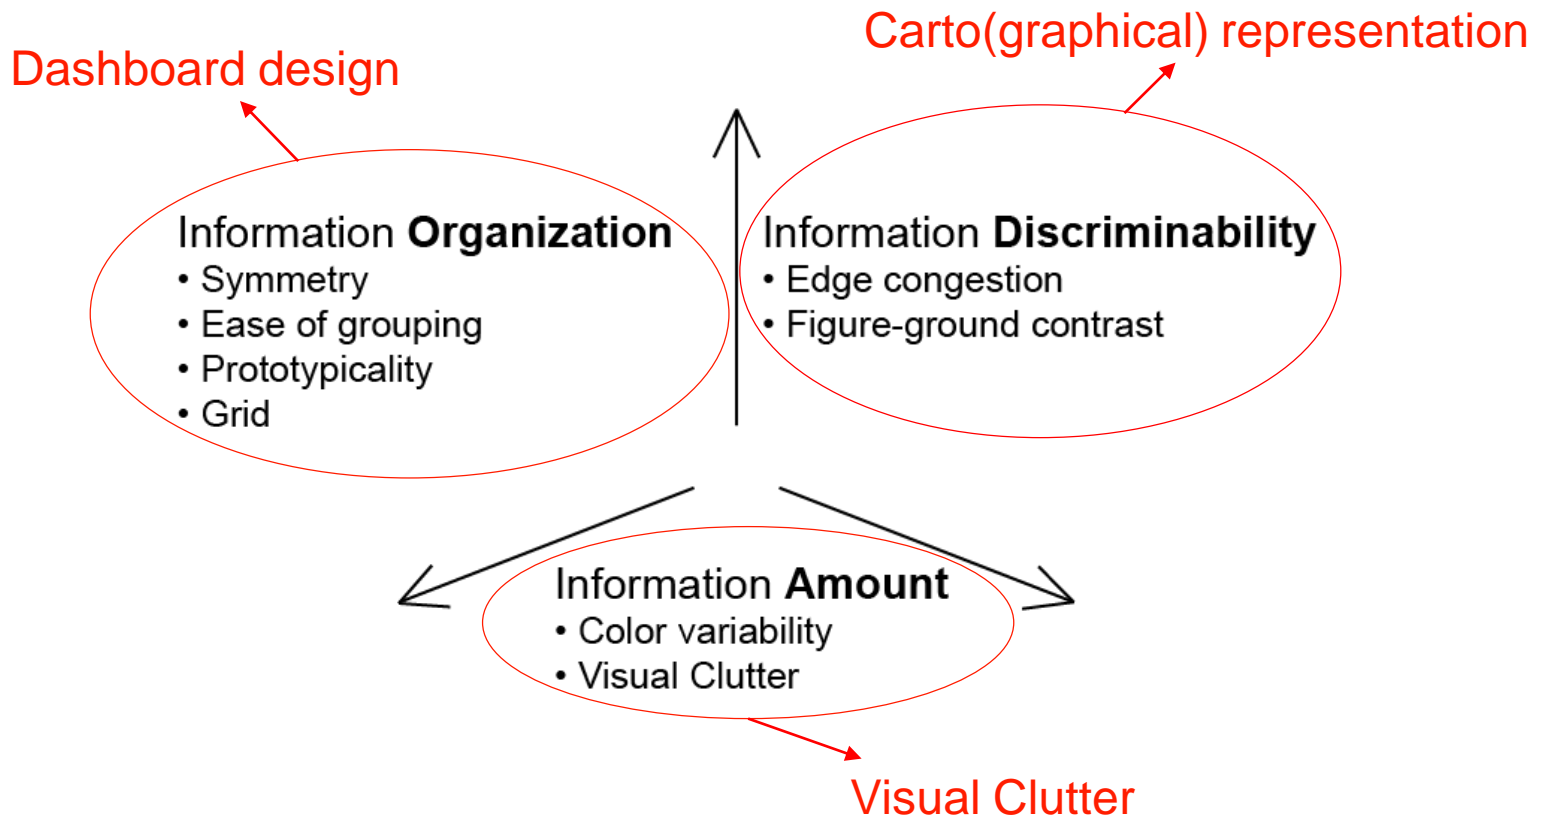 Carto(graphical) representation
Dashboard design
Information Organization
• Symmetry
• Ease of grouping
• Prototypicality
• Grid
Information Discriminability
• Edge congestion
• Figure-ground contrast
Information Amount
• Color variability
• Visual Clutter
Visual Clutter